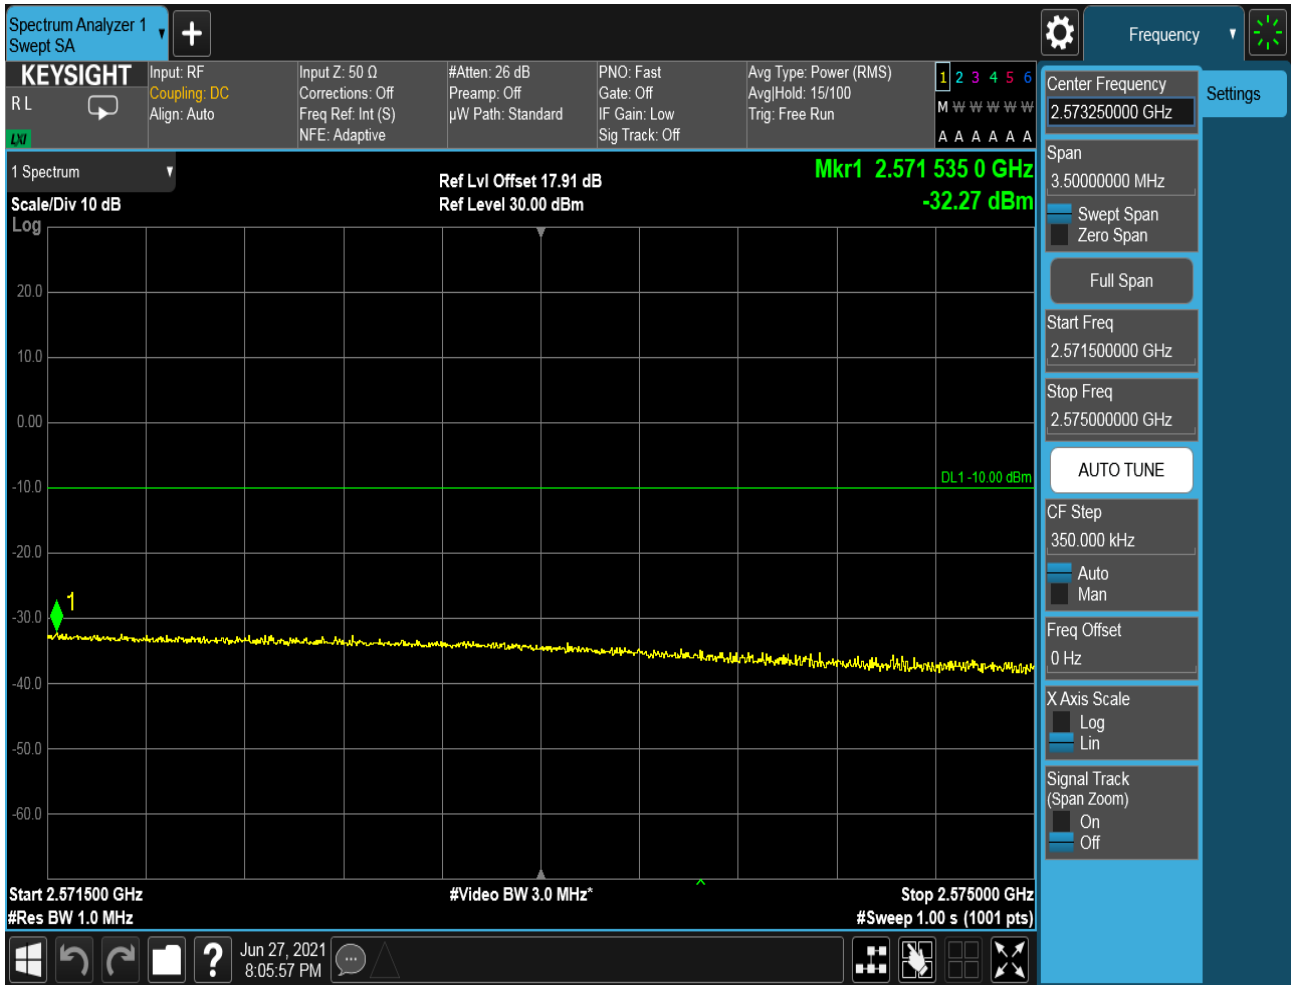 Spectrum Analyzer 1
Swept SA
Frequency
KEYSIGHT
R L
LXI
Input: RF
Coupling: DC
Align: Auto
Input Z: 50 Ω
Corrections: Off
Freq Ref: Int (S)
NFE: Adaptive
#Atten: 26 dB
Preamp: Off
µW Path: Standard
PNO: Fast
Gate: Off
IF Gain: Low
Sig Track: Off
Avg Type: Power (RMS)
Avg|Hold: 15/100
Trig: Free Run
1 2 3 4 5 6
M W W W W W
A A A A A A
1 Spectrum
Scale/Div 10 dB
Log
Ref Lvl Offset 17.91 dB
Ref Level 30.00 dBm
Mkr1 2.571 535 0 GHz
-32.27 dBm
20.0
10.0
0.00
-10.0
-20.0
-30.0
-40.0
-50.0
-60.0
DL1 -10.00 dBm
1
Start 2.571500 GHz
#Res BW 1.0 MHz
#Video BW 3.0 MHz*
Stop 2.575000 GHz
#Sweep 1.00 s (1001 pts)
Jun 27, 2021
8:05:57 PM
Settings
Center Frequency
2.573250000 GHz
Span
3.50000000 MHz
Swept Span
Zero Span
Full Span
Start Freq
2.571500000 GHz
Stop Freq
2.575000000 GHz
AUTO TUNE
CF Step
350.000 kHz
Auto
Man
Freq Offset
0 Hz
X Axis Scale
Log
Lin
Signal Track
(Span Zoom)
On
Off